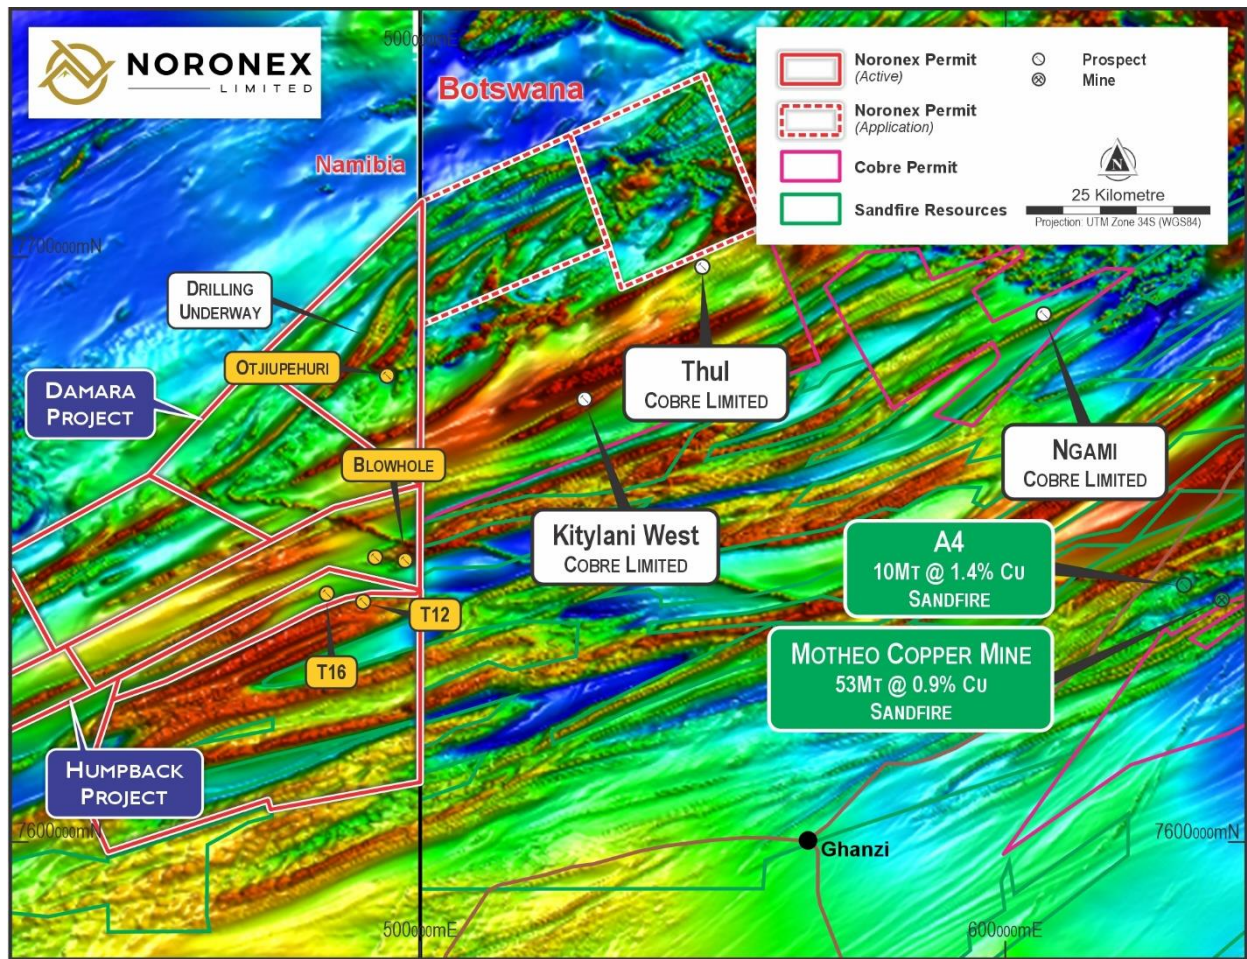 NORONEX
LIMITED
500000mE
Botswana
Namibia
Noronex Permit
(Active)
Noronex Permit
(Application)
Cobre Permit
Sandfire Resources
Prospect
Mine
N
25 Kilometre
Projection: UTM Zone 34S (WGS84)
7700000mN
DRILLING
UNDERWAY
OTJIUPEHURI
DAMARA
PROJECT
BLOWHOLE
Thul
COBRE LIMITED
NGAMI
COBRE LIMITED
Kitylani West
COBRE LIMITED
A4
10MT @ 1.4% CU
SANDFIRE
T12
T16
MOTHEO COPPER MINE
53MT @ 0.9% CU
SANDFIRE
HUMPBACK
PROJECT
7600000mN
7600000mN
Ghanzi
500000mE
600000mE